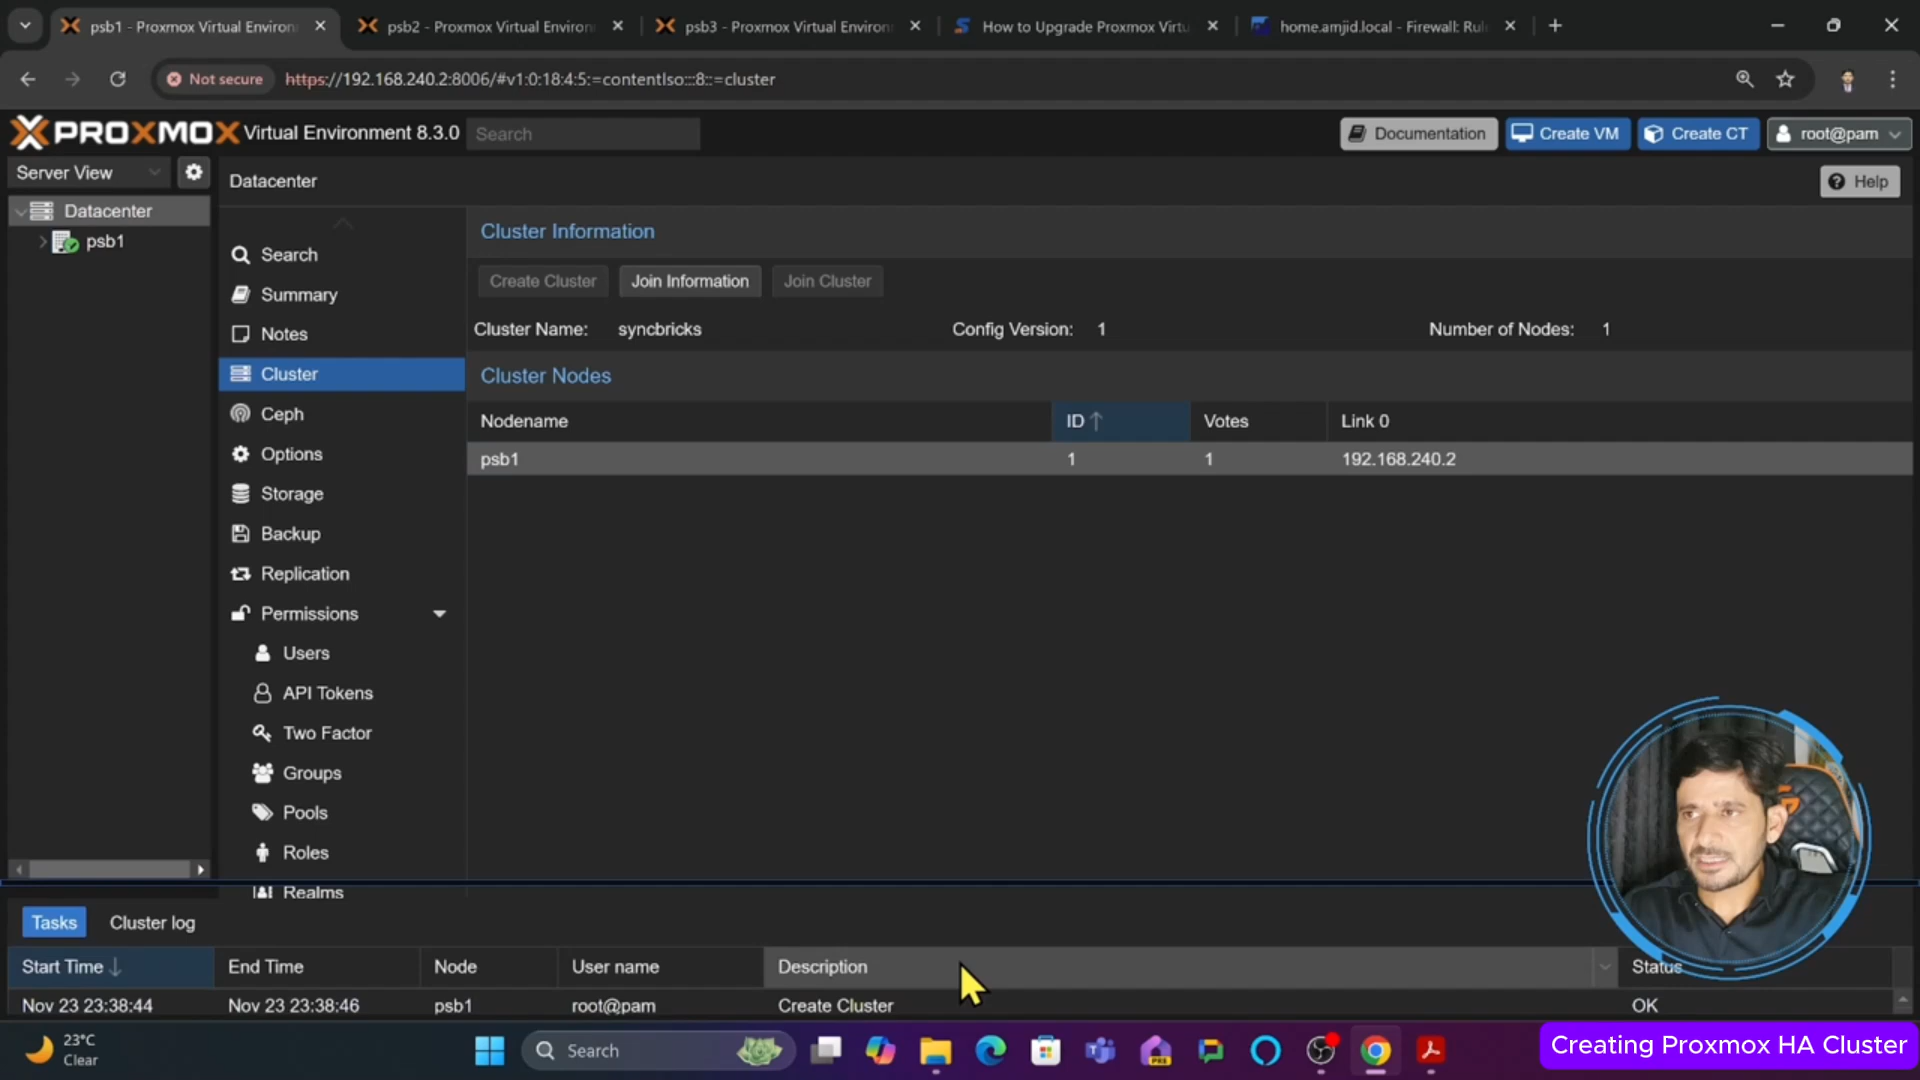 psb1 - Proxmox Virtual Environ
psb2 - Proxmox Virtual Environ
psb3 - Proxmox Virtual Environ
How to Upgrade Proxmox Virtu
home.amjid.local - Firewall: Rul
Not secure
https://192.168.240.2:8006/#v1:0:18:4:5:=contentIso:::8::=cluster
PROXMOX Virtual Environment 8.3.0
Search
Documentation
Create VM
Create CT
root@pam
Server View
Datacenter
Help
Datacenter
psb1
Search
Summary
Notes
Cluster
Ceph
Options
Storage
Backup
Replication
Permissions
Users
API Tokens
Two Factor
Groups
Pools
Roles
Realms
Cluster Information
Create Cluster
Join Information
Join Cluster
Cluster Name: syncbricks
Config Version: 1
Number of Nodes: 1
Cluster Nodes
Nodename ID Votes Link 0
psb1 1 1 192.168.240.2
Tasks
Cluster log
Start Time End Time Node User name Description Status
Nov 23 23:38:44 Nov 23 23:38:46 psb1 root@pam Create Cluster OK
23°C
Clear
Search
Creating Proxmox HA Cluster